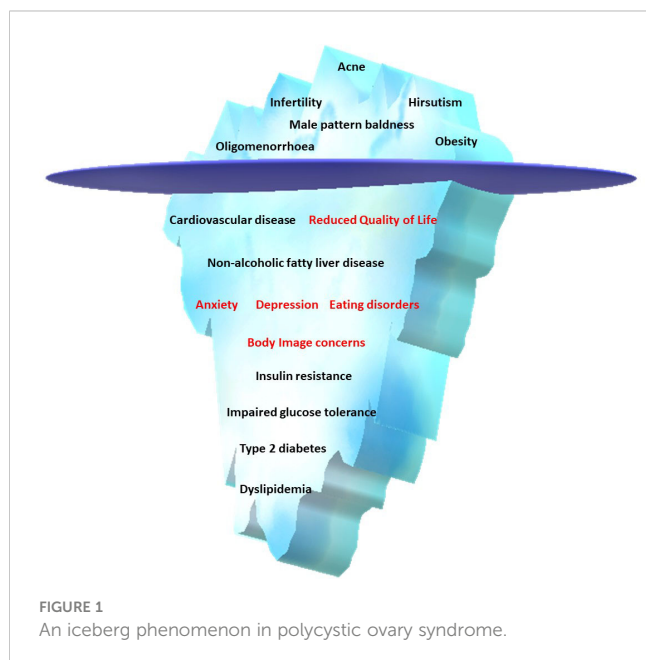 Acne
Infertility Hirsutism
Male pattern baldness
Oligomenorrhoea Obesity
Cardiovascular disease Reduced Quality of Life
Non-alcoholic fatty liver disease
Anxiety Depression Eating disorders
Body Image concerns
Insulin resistance
Impaired glucose tolerance
Type 2 diabetes
Dyslipidemia
FIGURE 1
An iceberg phenomenon in polycystic ovary syndrome.